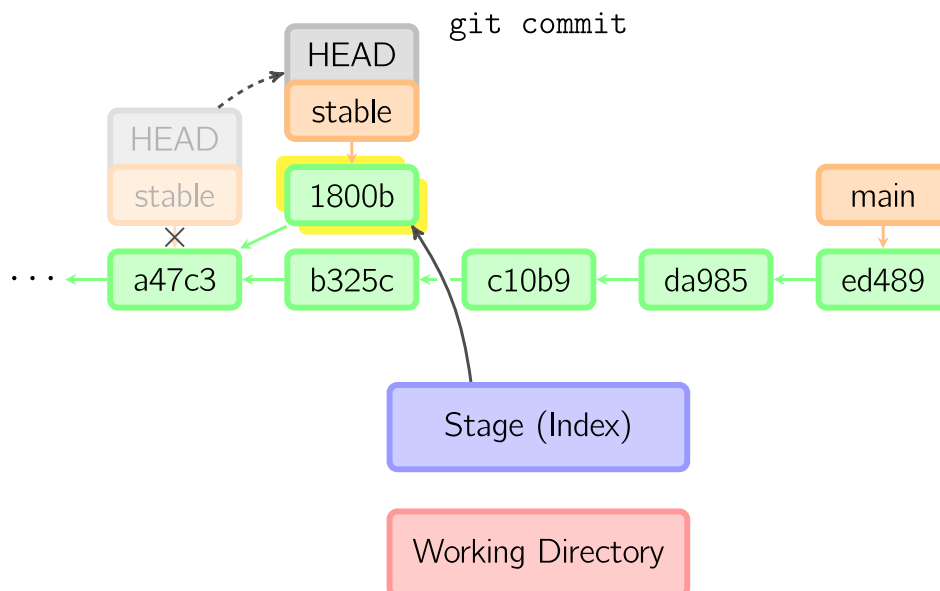 git commit
HEAD
stable
HEAD
stable
1800b
main
... a47c3 b325c c10b9 da985 ed489
Stage (Index)
Working Directory